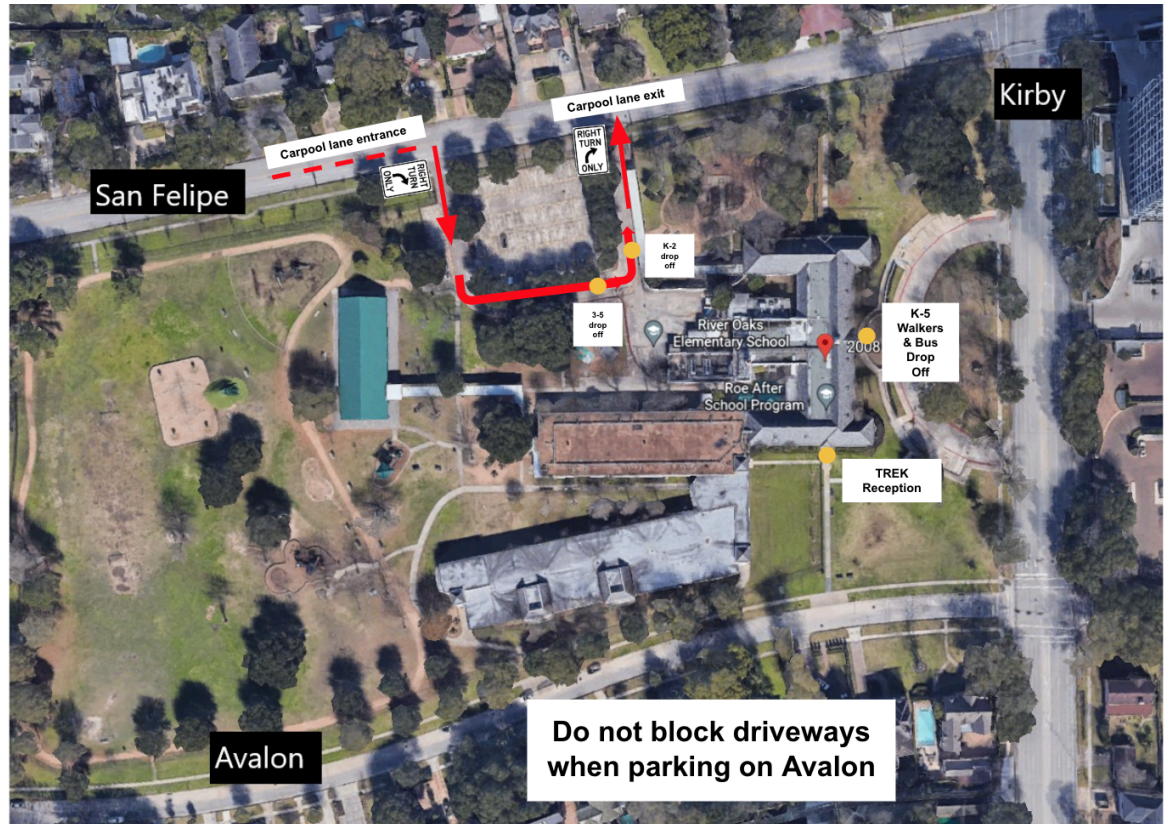 Kirby
Carpool lane exit
Carpool lane entrance
RIGHT
TURN
ONLY
RIGHT
TURN
ONLY
San Felipe
K-2
drop
off
3-5
drop
off
River Oaks
Elementary School
2008
K-5
Walkers
& Bus
Drop
Off
Roe After
School Program
TREK
Reception
Do not block driveways
when parking on Avalon
Avalon